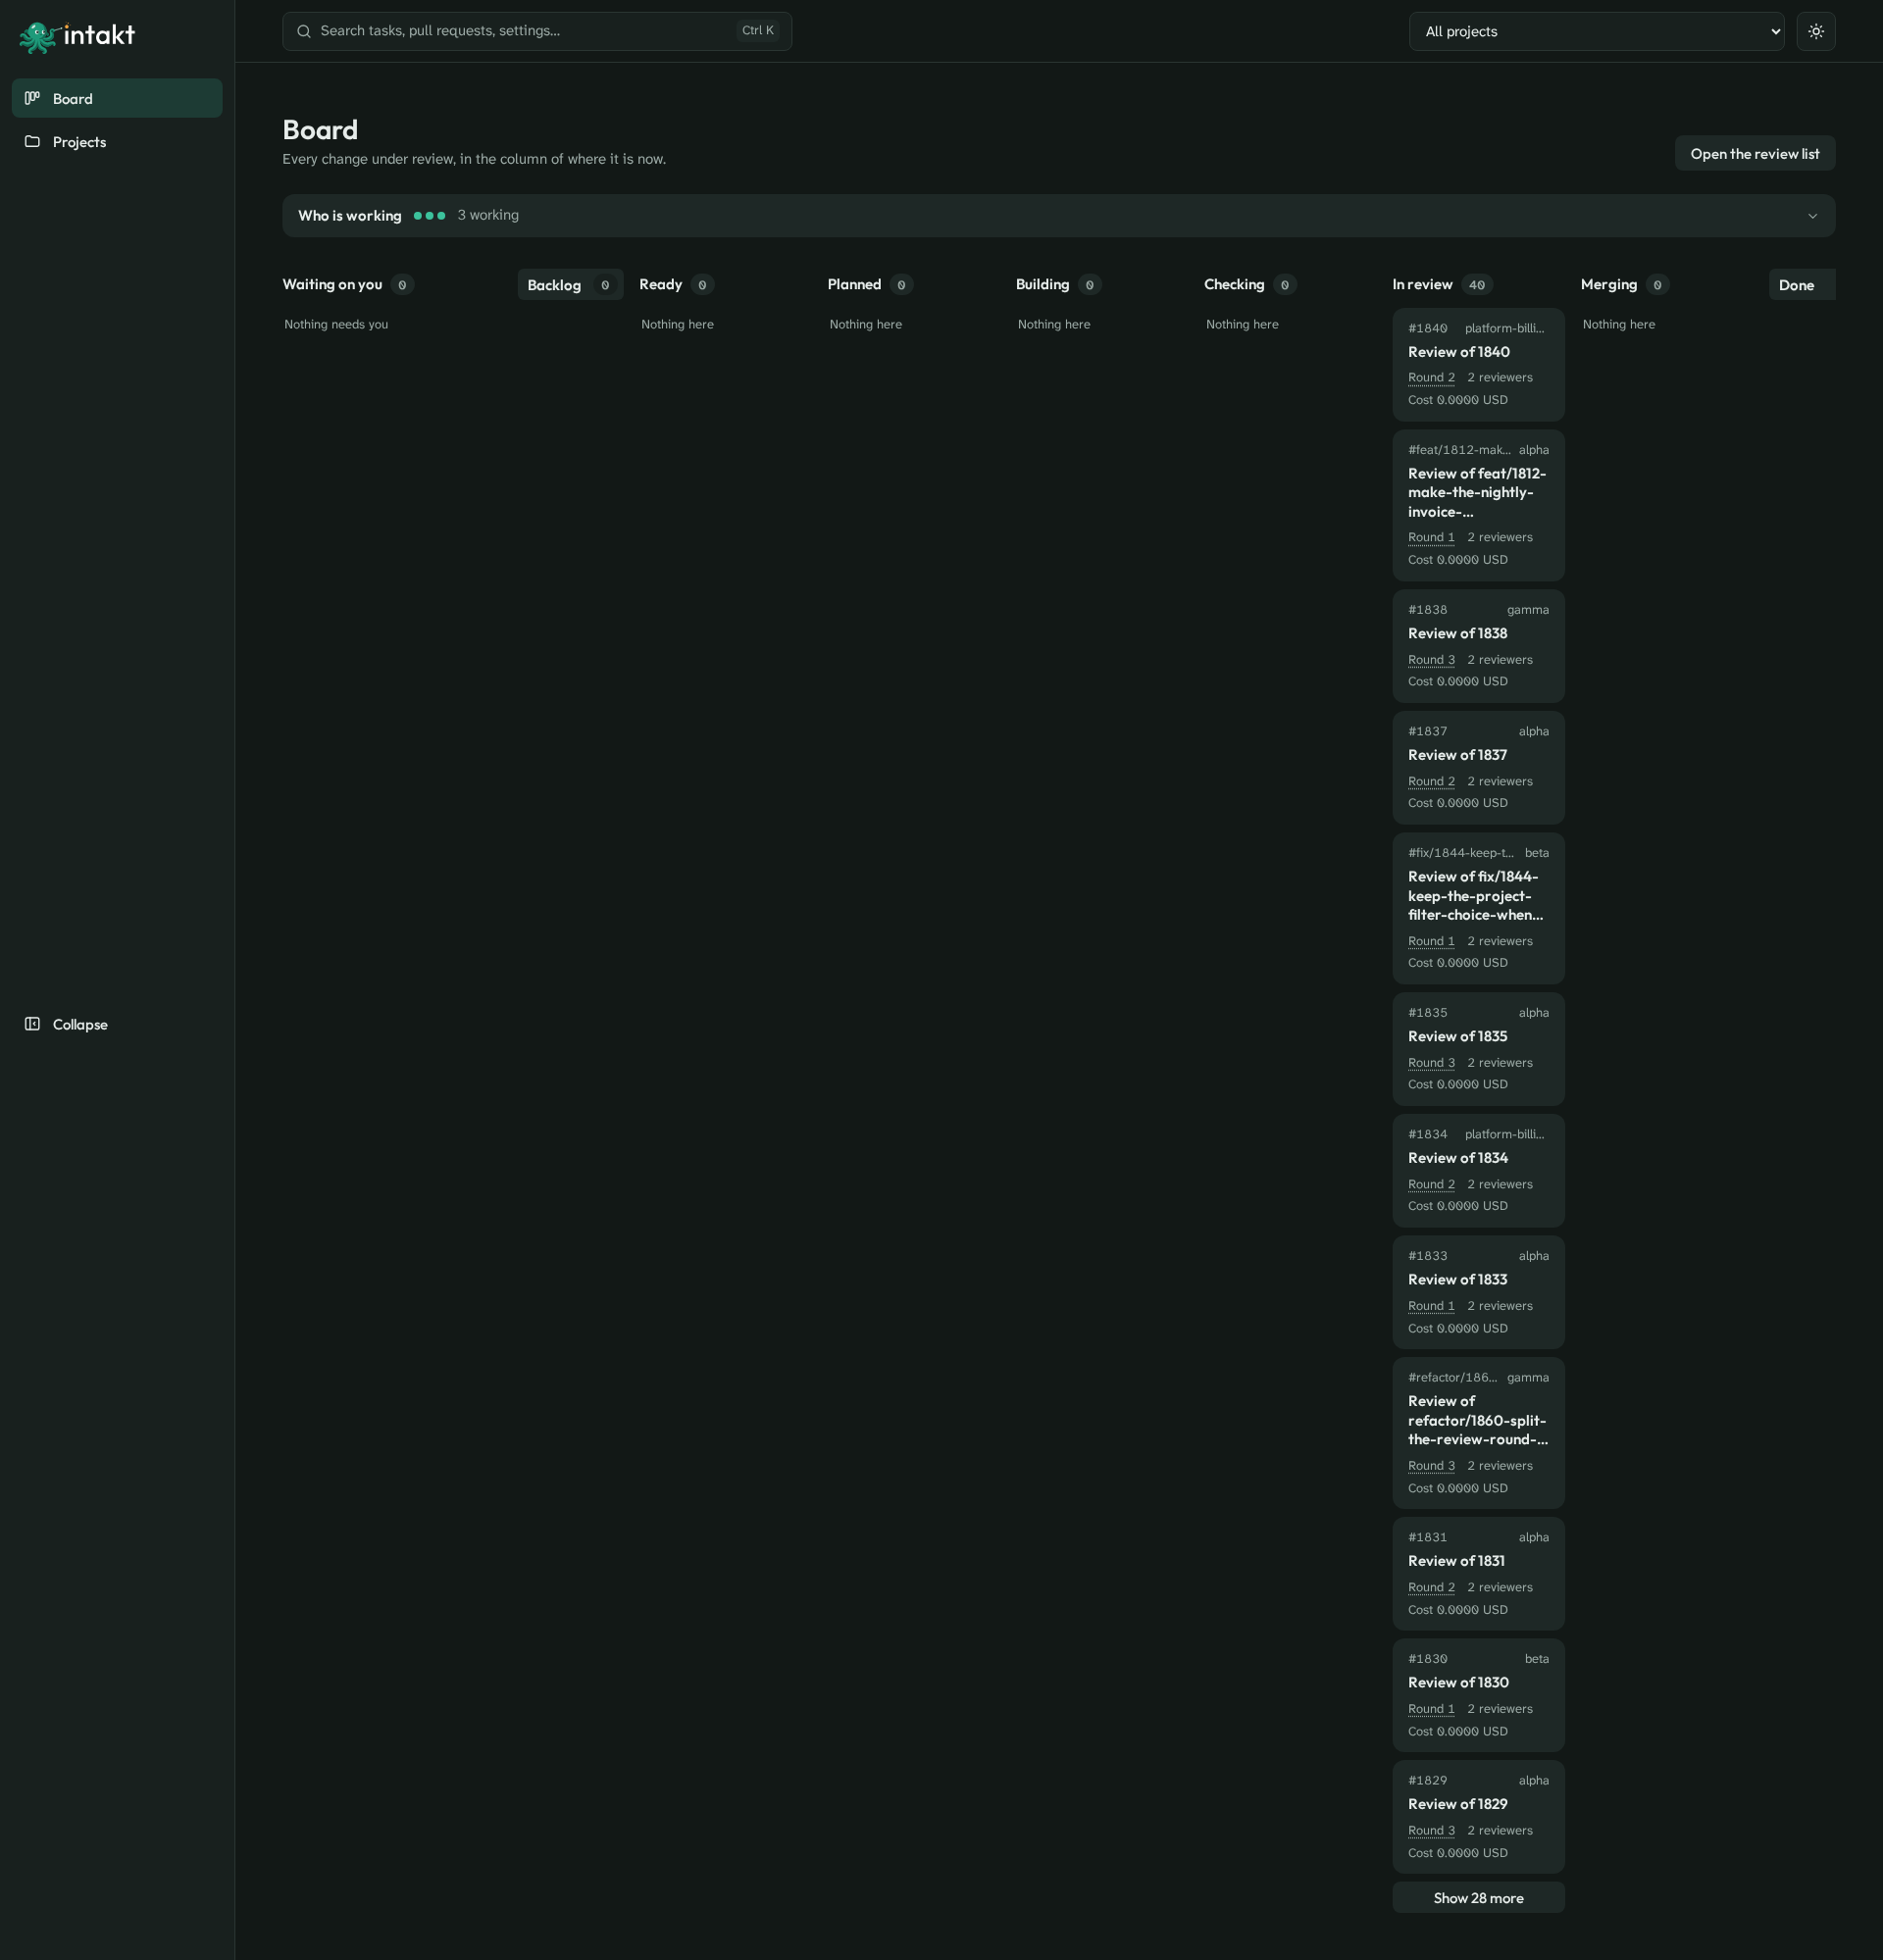 intakt
Search tasks, pull requests, settings...
Ctrl K
All projects
Board
Projects
Collapse
Board
Every change under review, in the column of where it is now.
Open the review list
Who is working
3 working
Waiting on you 0
Nothing needs you
Backlog 0
Ready 0
Nothing here
Planned 0
Nothing here
Building 0
Nothing here
Checking 0
Nothing here
In review 40
#1840 platform-billi...
Review of 1840
Round 2 2 reviewers
Cost 0.0000 USD
#feat/1812-mak... alpha
Review of feat/1812-
make-the-nightly-
invoice-...
Round 1 2 reviewers
Cost 0.0000 USD
#1838 gamma
Review of 1838
Round 3 2 reviewers
Cost 0.0000 USD
#1837 alpha
Review of 1837
Round 2 2 reviewers
Cost 0.0000 USD
#fix/1844-keep-t... beta
Review of fix/1844-
keep-the-project-
filter-choice-when...
Round 1 2 reviewers
Cost 0.0000 USD
#1835 alpha
Review of 1835
Round 3 2 reviewers
Cost 0.0000 USD
#1834 platform-billi...
Review of 1834
Round 2 2 reviewers
Cost 0.0000 USD
#1833 alpha
Review of 1833
Round 1 2 reviewers
Cost 0.0000 USD
#refactor/186... gamma
Review of
refactor/1860-split-
the-review-round-...
Round 3 2 reviewers
Cost 0.0000 USD
#1831 alpha
Review of 1831
Round 2 2 reviewers
Cost 0.0000 USD
#1830 beta
Review of 1830
Round 1 2 reviewers
Cost 0.0000 USD
#1829 alpha
Review of 1829
Round 3 2 reviewers
Cost 0.0000 USD
Show 28 more
Merging 0
Nothing here
Done